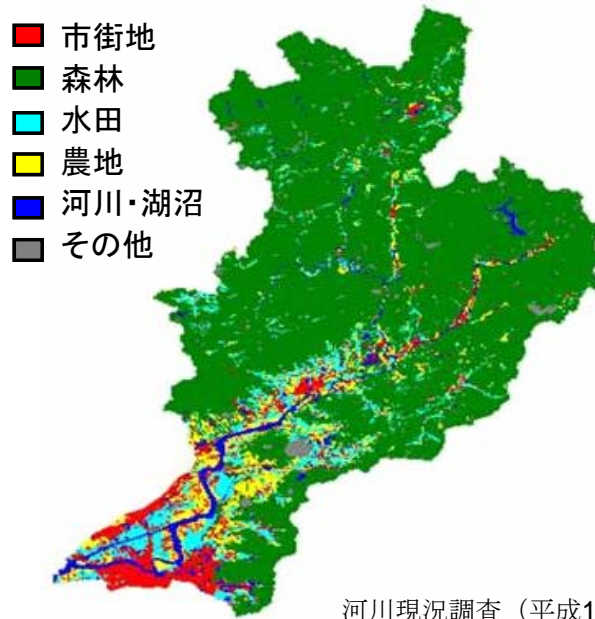 市街地
森林
水田
農地
河川・湖沼
その他
河川現況調査（平成1